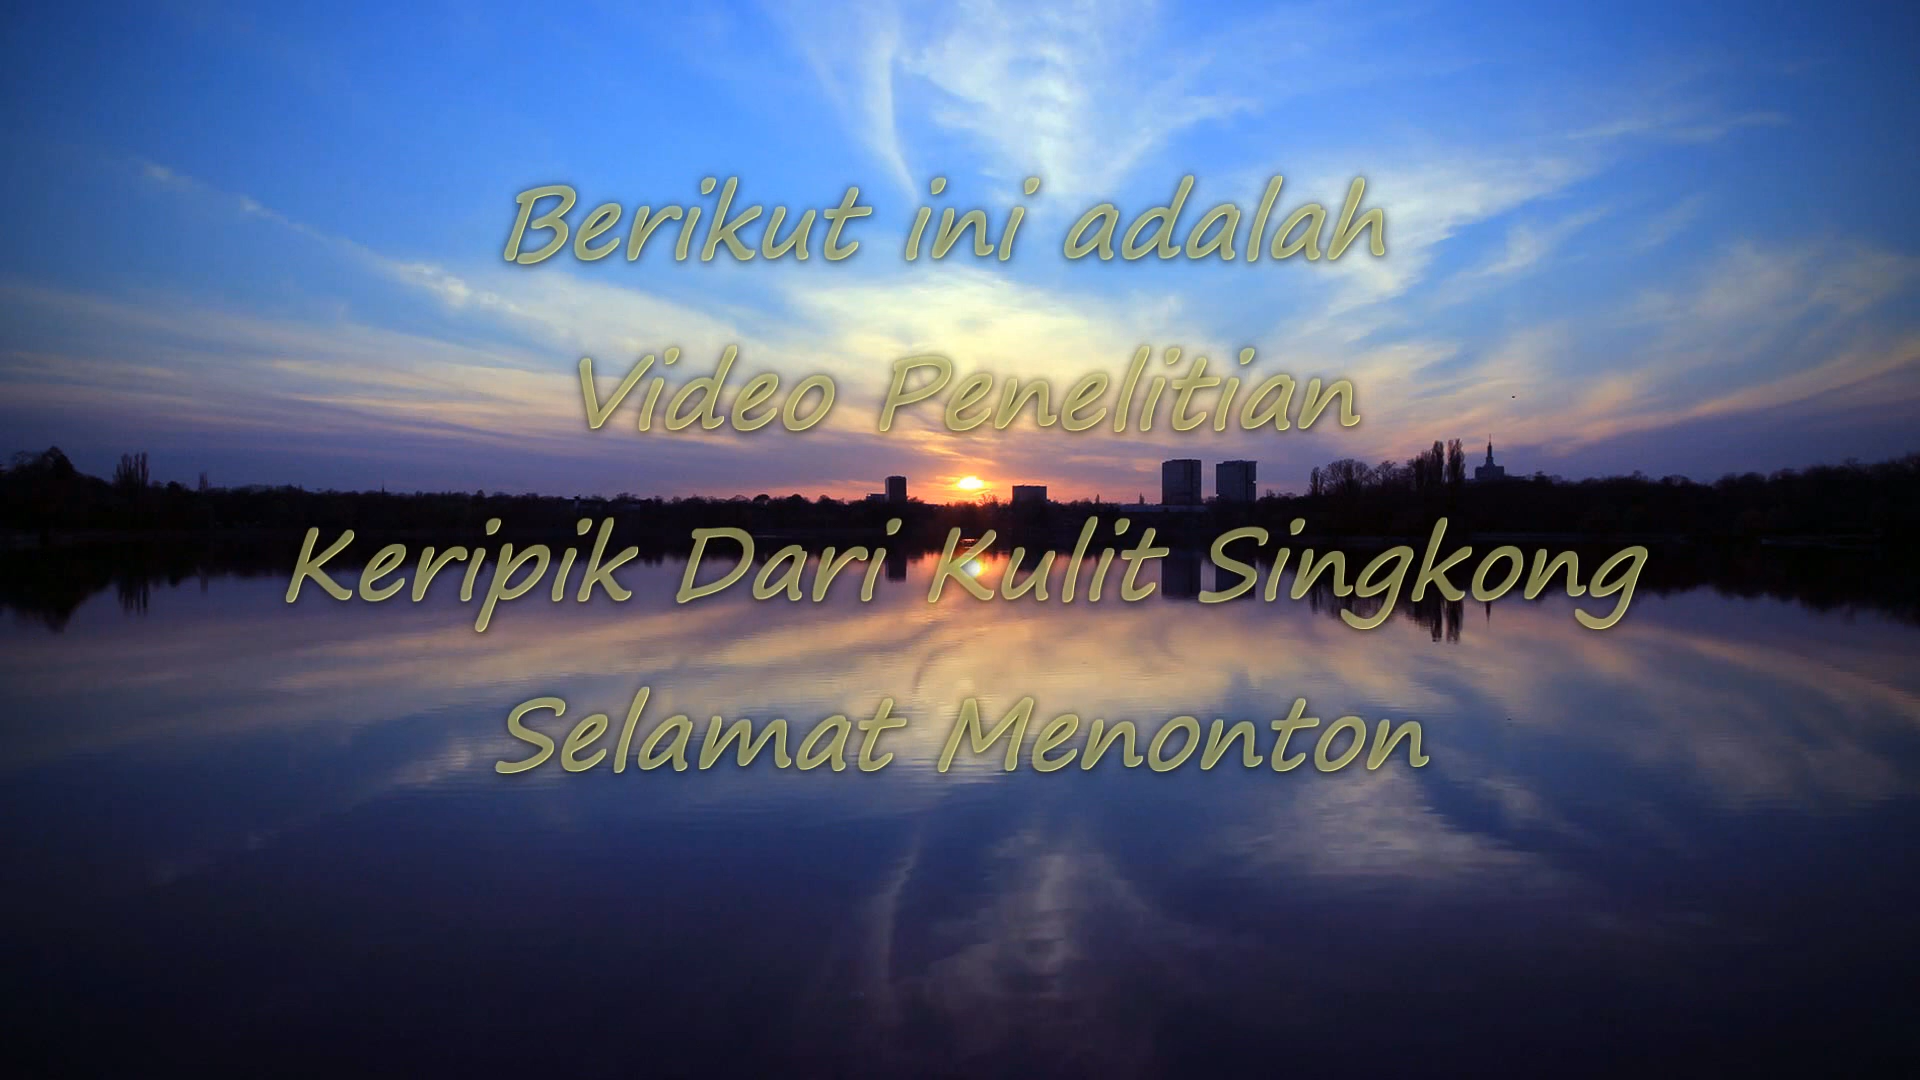 Berikut ini adalah
Video Penelitian
Keripik Dari Kulit Singkong
Selamat Menonton